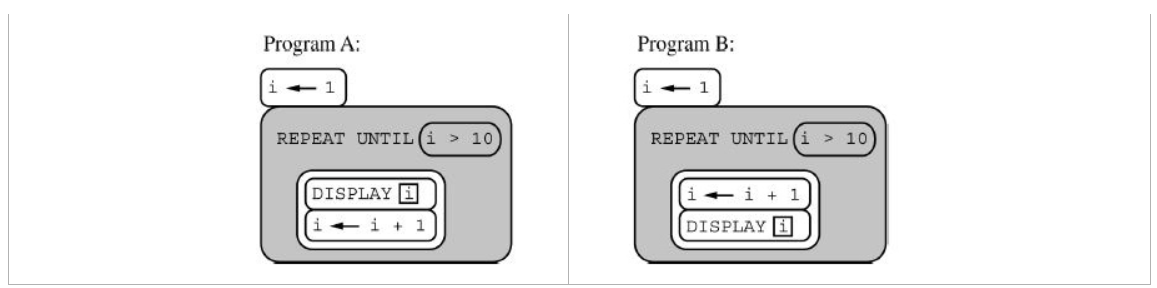 Program A:
i ← 1
REPEAT UNTIL i > 10
DISPLAY i
i ← i + 1
Program B:
i ← 1
REPEAT UNTIL i > 10
i ← i + 1
DISPLAY i